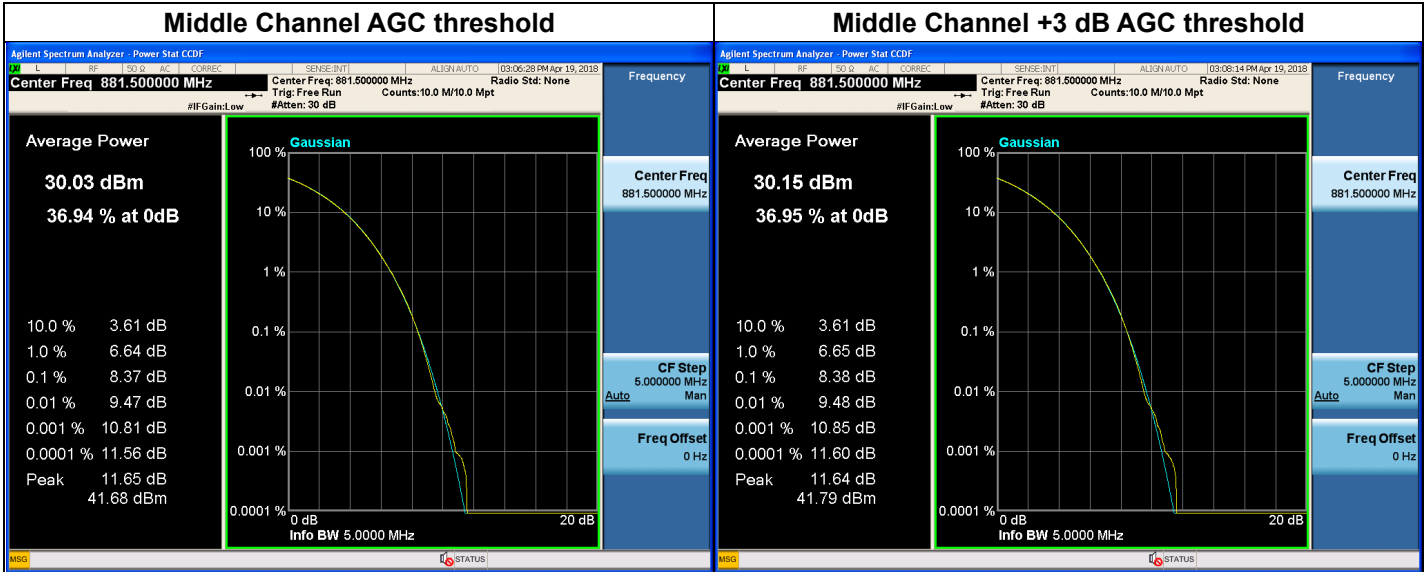 Middle Channel AGC threshold
Agilent Spectrum Analyzer - Power Stat CCDF
LXI L RF 50 Ω AC CORREC SENSE:INT ALIGN AUTO 03:06:28 PM Apr 19, 2018
Center Freq 881.500000 MHz
Center Freq: 881.500000 MHz Radio Std: None
Trig: Free Run Counts:10.0 M/10.0 Mpt
#IFGain:Low #Atten: 30 dB
Frequency
Average Power
30.03 dBm
36.94 % at 0dB
10.0 % 3.61 dB
1.0 % 6.64 dB
0.1 % 8.37 dB
0.01 % 9.47 dB
0.001 % 10.81 dB
0.0001 % 11.56 dB
Peak 11.65 dB
41.68 dBm
Gaussian
100 %
10 %
1 %
0.1 %
0.01 %
0.001 %
0.0001 %
0 dB 20 dB
Info BW 5.0000 MHz
Center Freq
881.500000 MHz
CF Step
5.000000 MHz
Auto Man
Freq Offset
0 Hz
MSG STATUS
Middle Channel +3 dB AGC threshold
Agilent Spectrum Analyzer - Power Stat CCDF
LXI L RF 50 Ω AC CORREC SENSE:INT ALIGN AUTO 03:08:14 PM Apr 19, 2018
Center Freq 881.500000 MHz
Center Freq: 881.500000 MHz Radio Std: None
Trig: Free Run Counts:10.0 M/10.0 Mpt
#IFGain:Low #Atten: 30 dB
Frequency
Average Power
30.15 dBm
36.95 % at 0dB
10.0 % 3.61 dB
1.0 % 6.65 dB
0.1 % 8.38 dB
0.01 % 9.48 dB
0.001 % 10.85 dB
0.0001 % 11.60 dB
Peak 11.64 dB
41.79 dBm
Gaussian
100 %
10 %
1 %
0.1 %
0.01 %
0.001 %
0.0001 %
0 dB 20 dB
Info BW 5.0000 MHz
Center Freq
881.500000 MHz
CF Step
5.000000 MHz
Auto Man
Freq Offset
0 Hz
MSG STATUS